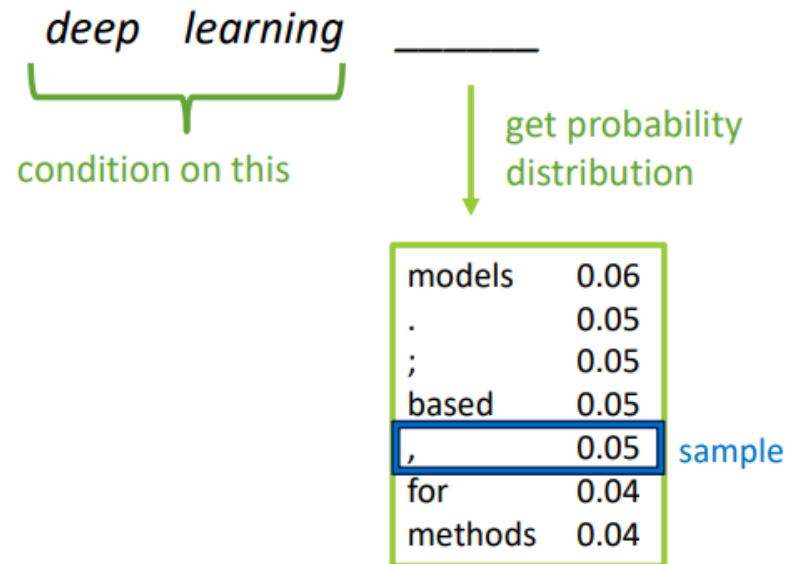 deep learning ______
get probability
condition on this
distribution
models 0.06
. 0.05
; 0.05
based 0.05
, 0.05 sample
for 0.04
methods 0.04